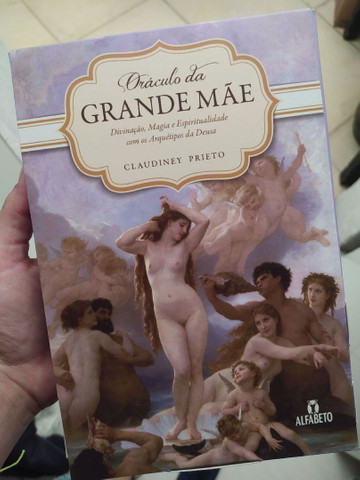 Oráculo da
GRANDE MÃE
Divinação, Magia e Espiritualidade
com os Arquétipos da Deusa
CLAUDINEY PRIETO
ALFABETO